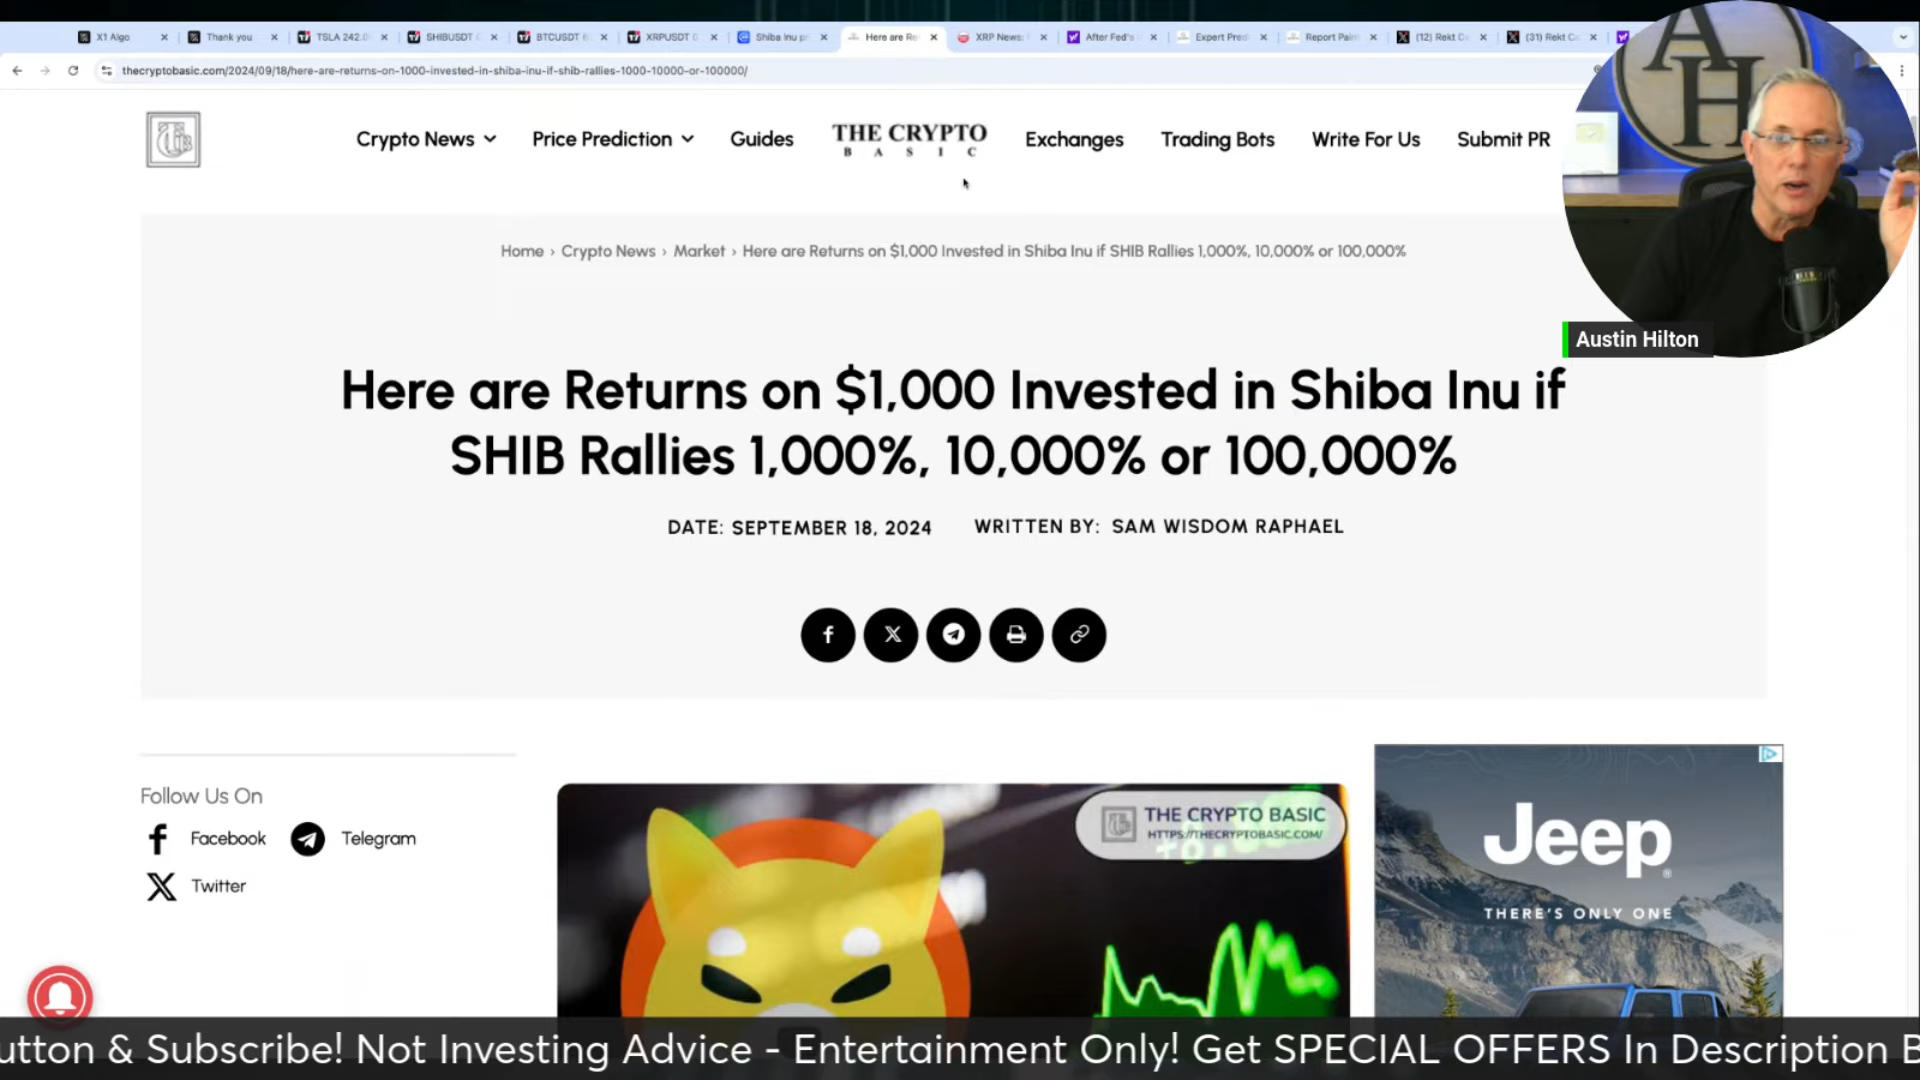 X1 Algo
Thank you
TSLA 242.0
SHIBUSDT
BTCUSDT
XRPUSDT
Shiba Inu pr
Here are Re
XRP News:
After Fed's
Expert Pred
Report Pain
(12) Rekt C
(31) Rekt C
thecryptobasic.com/2024/09/18/here-are-returns-on-1000-invested-in-shiba-inu-if-shib-rallies-1000-10000-or-100000/
AH
Crypto News
Price Prediction
Guides
THE CRYPTO
BASIC
Exchanges
Trading Bots
Write For Us
Submit PR
Home › Crypto News › Market › Here are Returns on $1,000 Invested in Shiba Inu if SHIB Rallies 1,000%, 10,000% or 100,000%
Austin Hilton
Here are Returns on $1,000 Invested in Shiba Inu if
SHIB Rallies 1,000%, 10,000% or 100,000%
DATE: SEPTEMBER 18, 2024 WRITTEN BY: SAM WISDOM RAPHAEL
Follow Us On
Facebook
Telegram
Twitter
THE CRYPTO BASIC
HTTPS://THECRYPTOBASIC.COM/
Jeep
THERE'S ONLY ONE
utton & Subscribe! Not Investing Advice - Entertainment Only! Get SPECIAL OFFERS In Description B